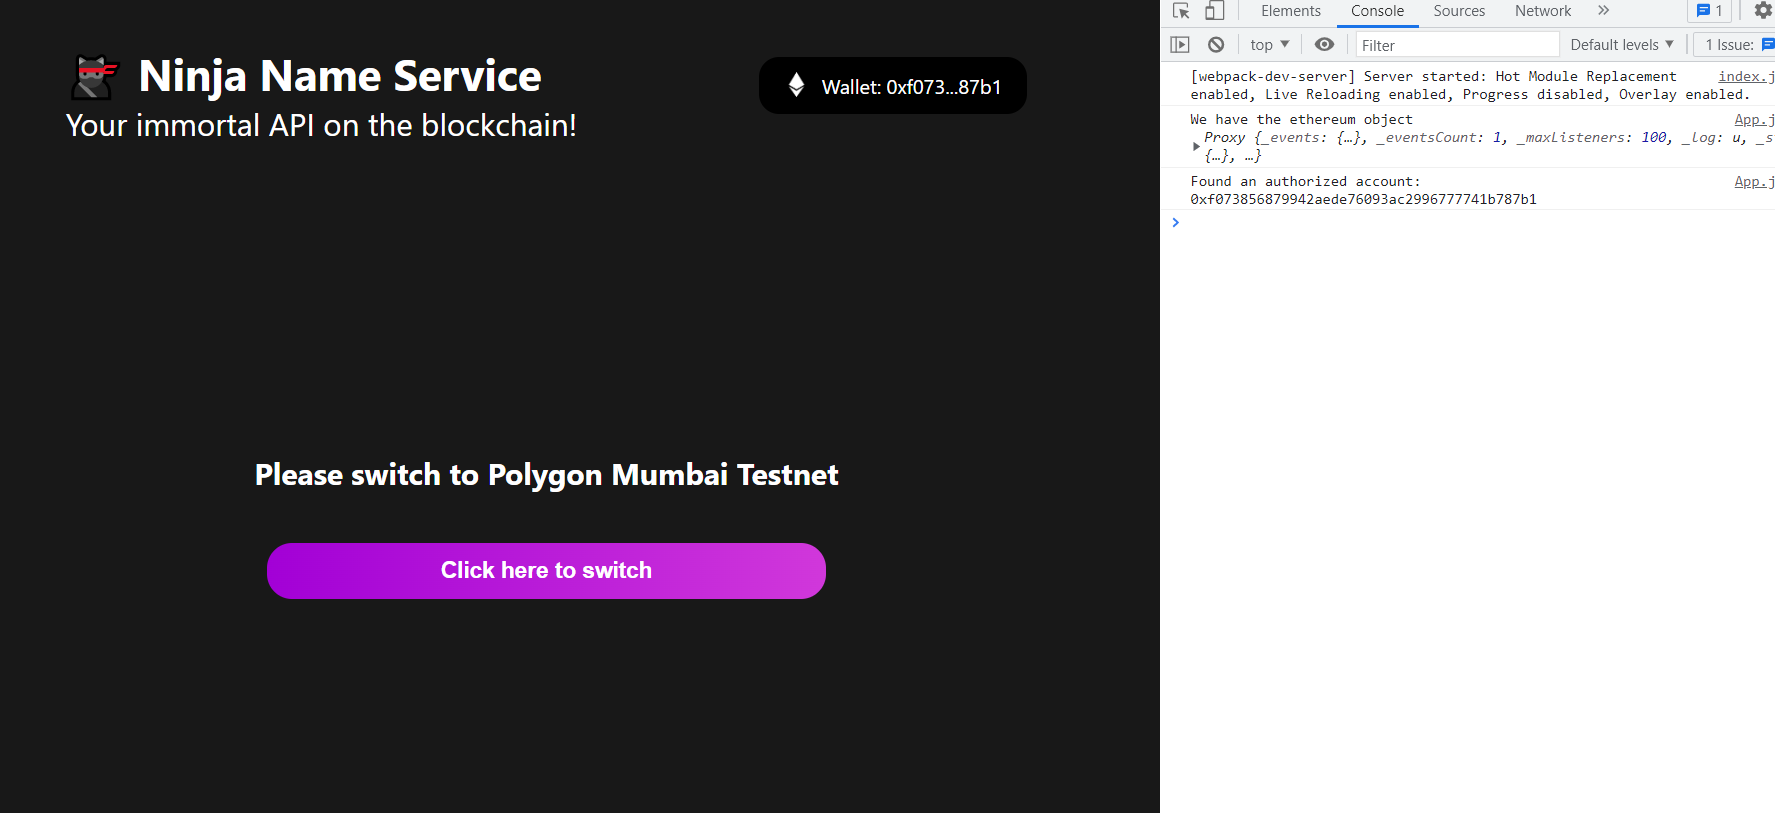 Ninja Name Service
Your immortal API on the blockchain!
Wallet: 0xf073...87b1
Please switch to Polygon Mumbai Testnet
Click here to switch
Elements Console Sources Network » 1
top Filter Default levels 1 Issue:
[webpack-dev-server] Server started: Hot Module Replacement index.j
enabled, Live Reloading enabled, Progress disabled, Overlay enabled.
We have the ethereum object App.j
Proxy {_events: {…}, _eventsCount: 1, _maxListeners: 100, _log: u, _s
{…}, …}
Found an authorized account: App.j
0xf073856879942aede76093ac2996777741b787b1